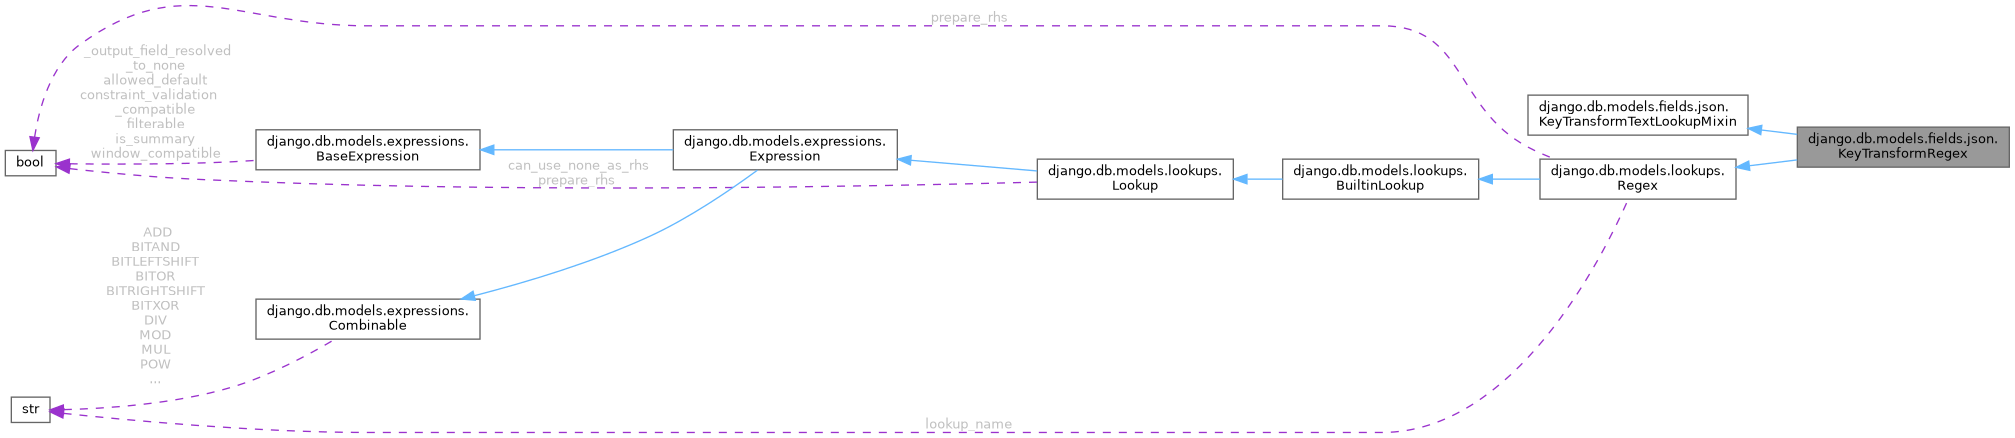 prepare_rhs
_output_field_resolved
_to_none
allowed_default
constraint_validation
_compatible
filterable
is_summary
window_compatible
bool
django.db.models.expressions.
BaseExpression
django.db.models.expressions.
Expression
can_use_none_as_rhs
prepare_rhs
django.db.models.lookups.
Lookup
django.db.models.lookups.
BuiltinLookup
django.db.models.lookups.
Regex
django.db.models.fields.json.
KeyTransformTextLookupMixin
django.db.models.fields.json.
KeyTransformRegex
ADD
BITAND
BITLEFTSHIFT
BITOR
BITRIGHTSHIFT
BITXOR
DIV
MOD
MUL
POW
...
django.db.models.expressions.
Combinable
str
lookup_name